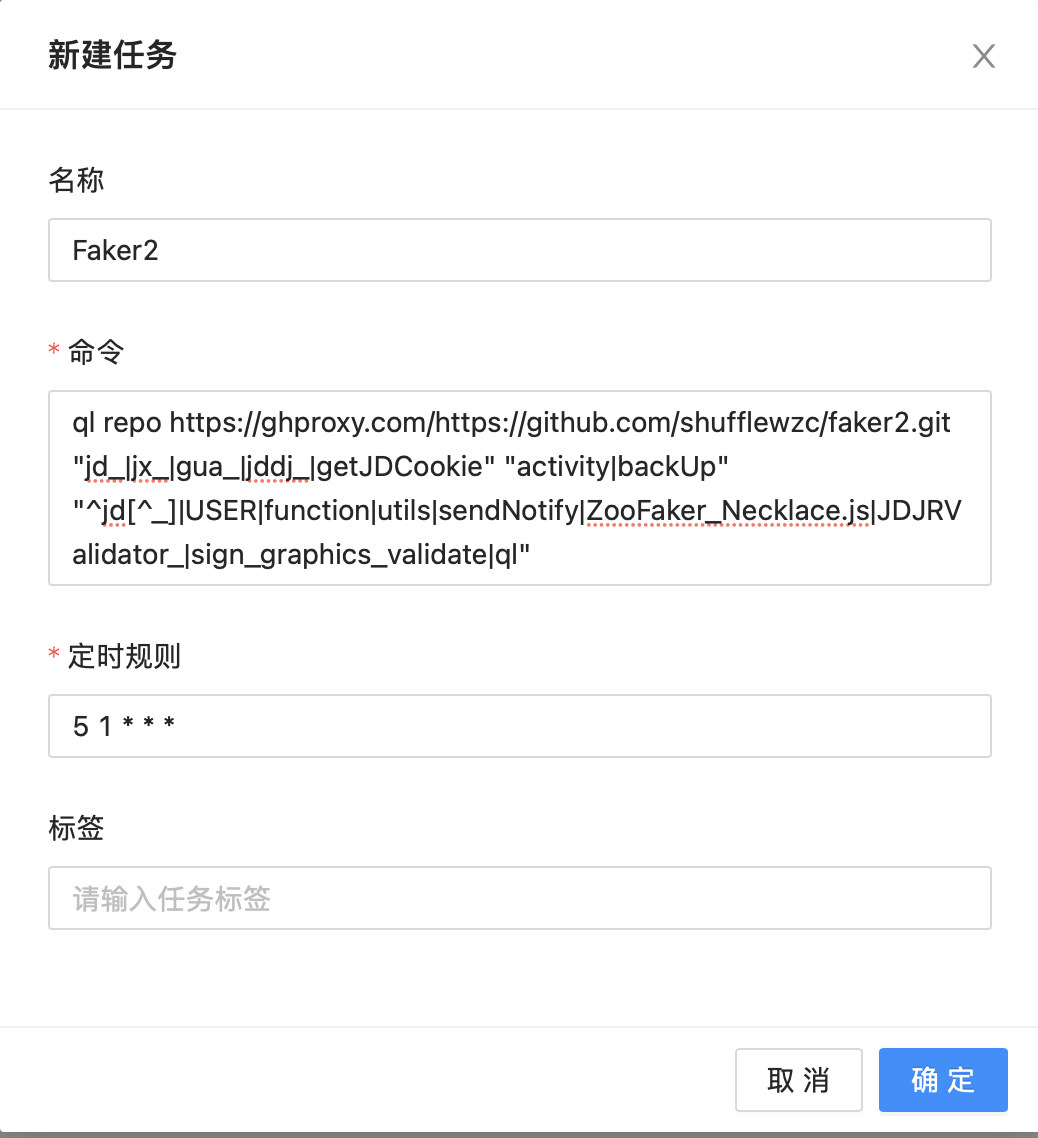 新建任务
名称
Faker2
* 命令
ql repo https://ghproxy.com/https://github.com/shufflewzc/faker2.git
"jd_|jx_|gua_|jddj_|getJDCookie" "activity|backUp"
"^jd[^_]|USER|function|utils|sendNotify|ZooFaker_Necklace.js|JDJRV
alidator_|sign_graphics_validate|ql"
* 定时规则
5 1 * * *
标签
请输入任务标签
取 消
确 定